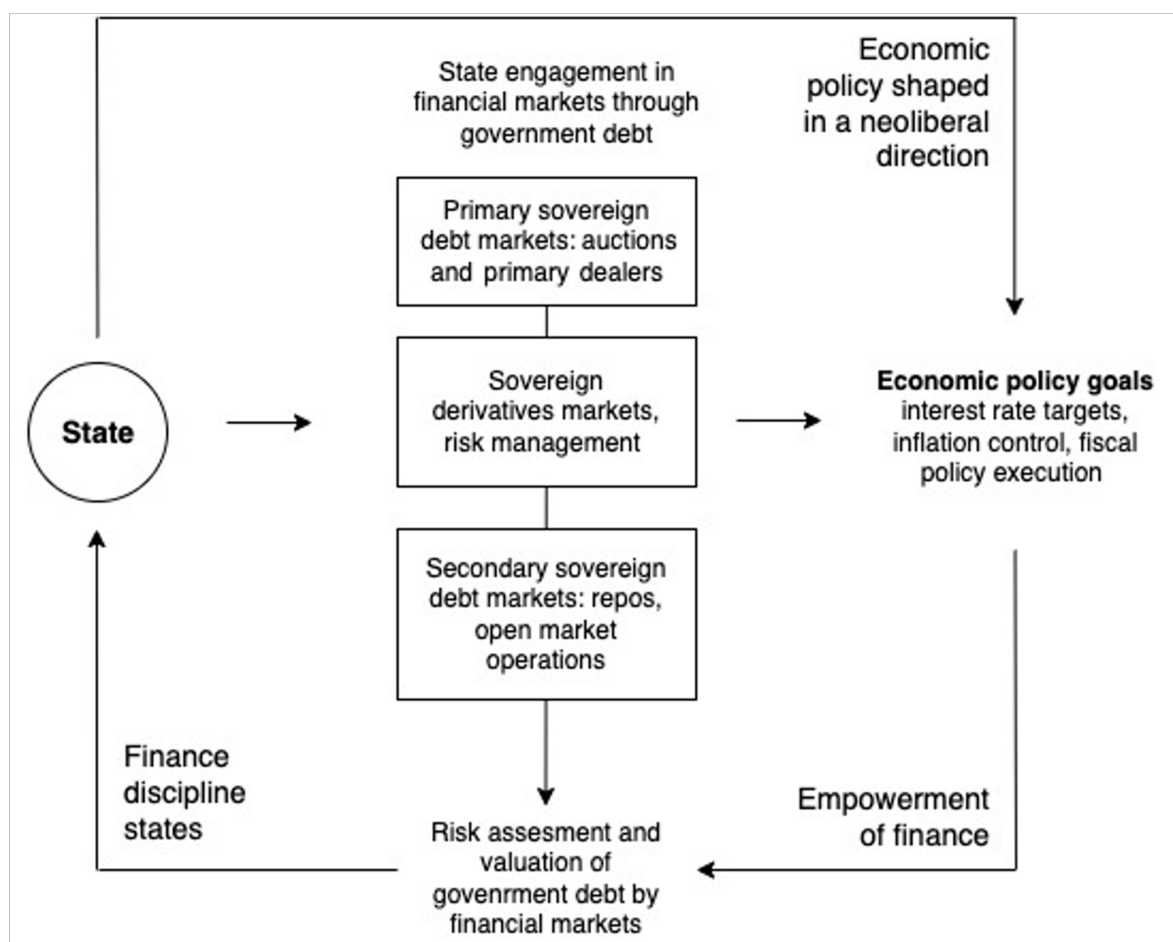 State engagement in
financial markets through
government debt
Economic
policy shaped
in a neoliberal
direction
Primary sovereign
debt markets: auctions
and primary dealers
State
Sovereign
derivatives markets,
risk management
Economic policy goals
interest rate targets,
inflation control, fiscal
policy execution
Secondary sovereign
debt markets: repos,
open market
operations
Finance
discipline
states
Risk assesment and
valuation of
govenrment debt by
financial markets
Empowerment
of finance